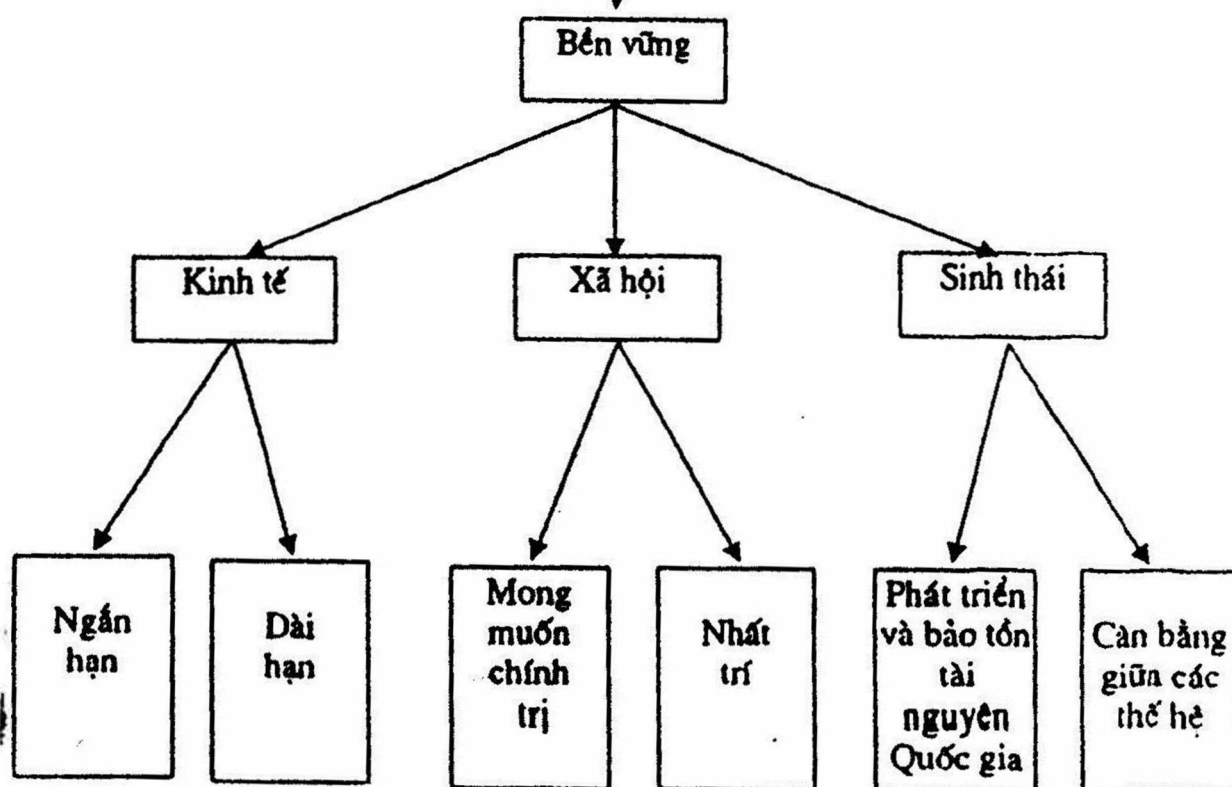 Bền vững
Kinh tế
Xã hội
Sinh thái
Ngắn
hạn
Dài
hạn
Mong
muốn
chính
trị
Nhất
trí
Phát triển
và bảo tồn
tài
nguyên
Quốc gia
Cân bằng
giữa các
thế hệ